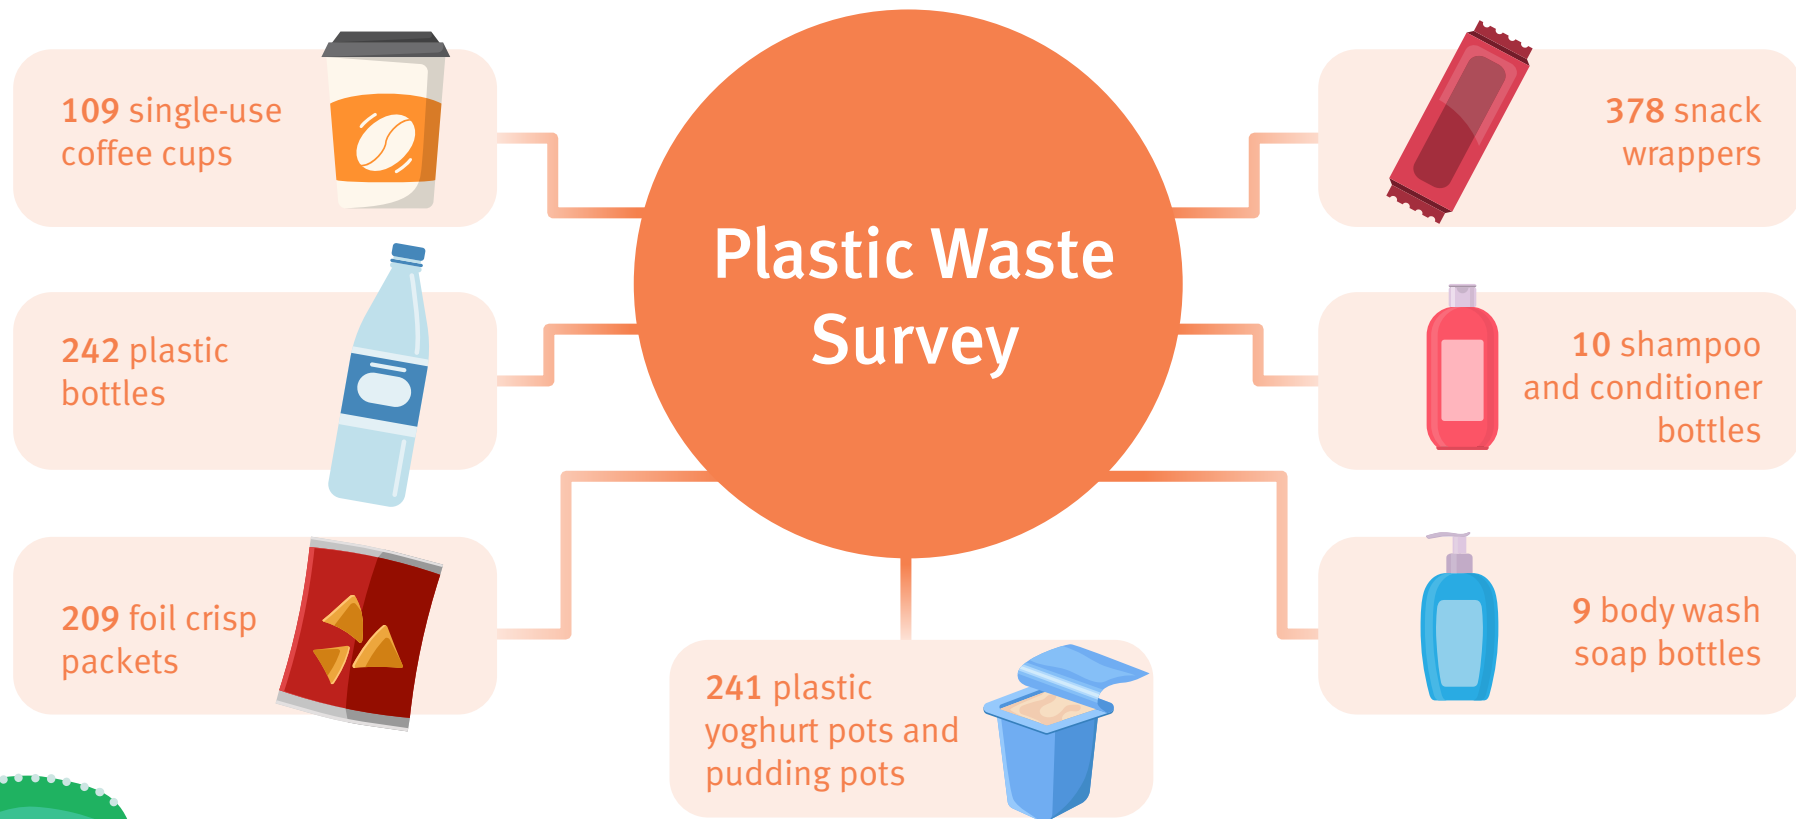 Plastic Waste
Survey
109 single-use
coffee cups
242 plastic
bottles
209 foil crisp
packets
241 plastic
yoghurt pots and
pudding pots
378 snack
wrappers
10 shampoo
and conditioner
bottles
9 body wash
soap bottles